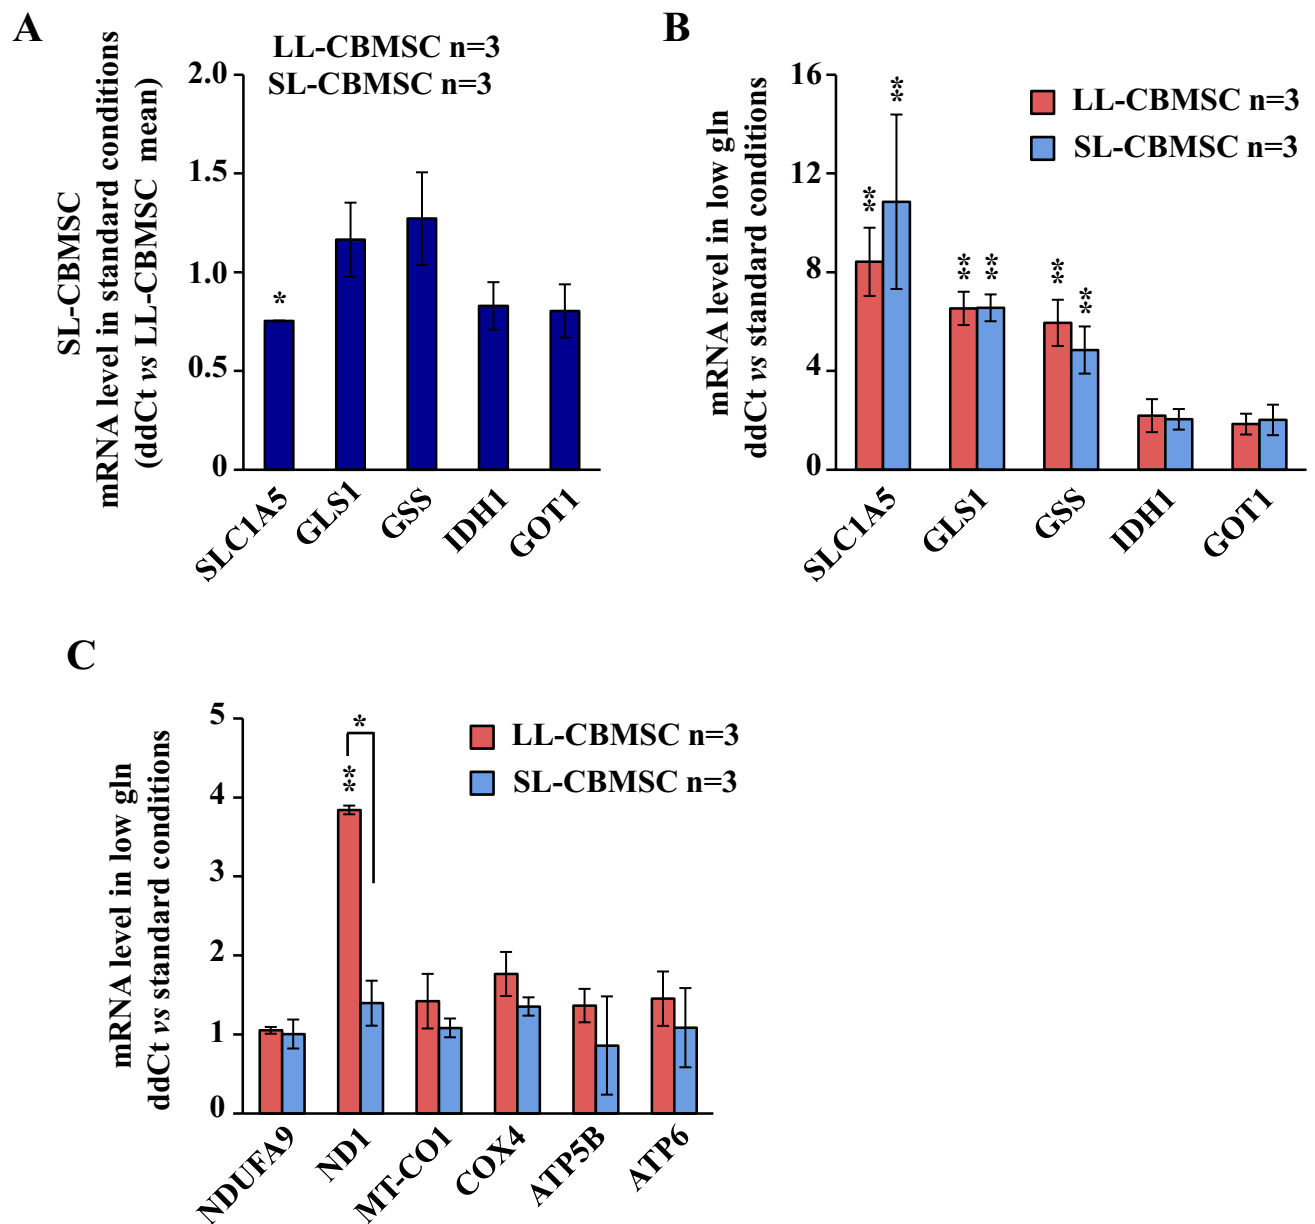 A
LL-CBMSC n=3
SL-CBMSC n=3
SL-CBMSC
mRNA level in standard conditions
(ddCt vs LL-CBMSC mean)
2.0
1.5
1.0
0.5
0
*
SLC1A5
GLS1
GSS
IDH1
GOT1
B
LL-CBMSC n=3
SL-CBMSC n=3
mRNA level in low gln
ddCt vs standard conditions
16
12
8
4
0
**
**
**
**
**
**
SLC1A5
GLS1
GSS
IDH1
GOT1
C
LL-CBMSC n=3
SL-CBMSC n=3
mRNA level in low gln
ddCt vs standard conditions
5
4
3
2
1
0
*
**
NDUFA9
ND1
MT-CO1
COX4
ATP5B
ATP6